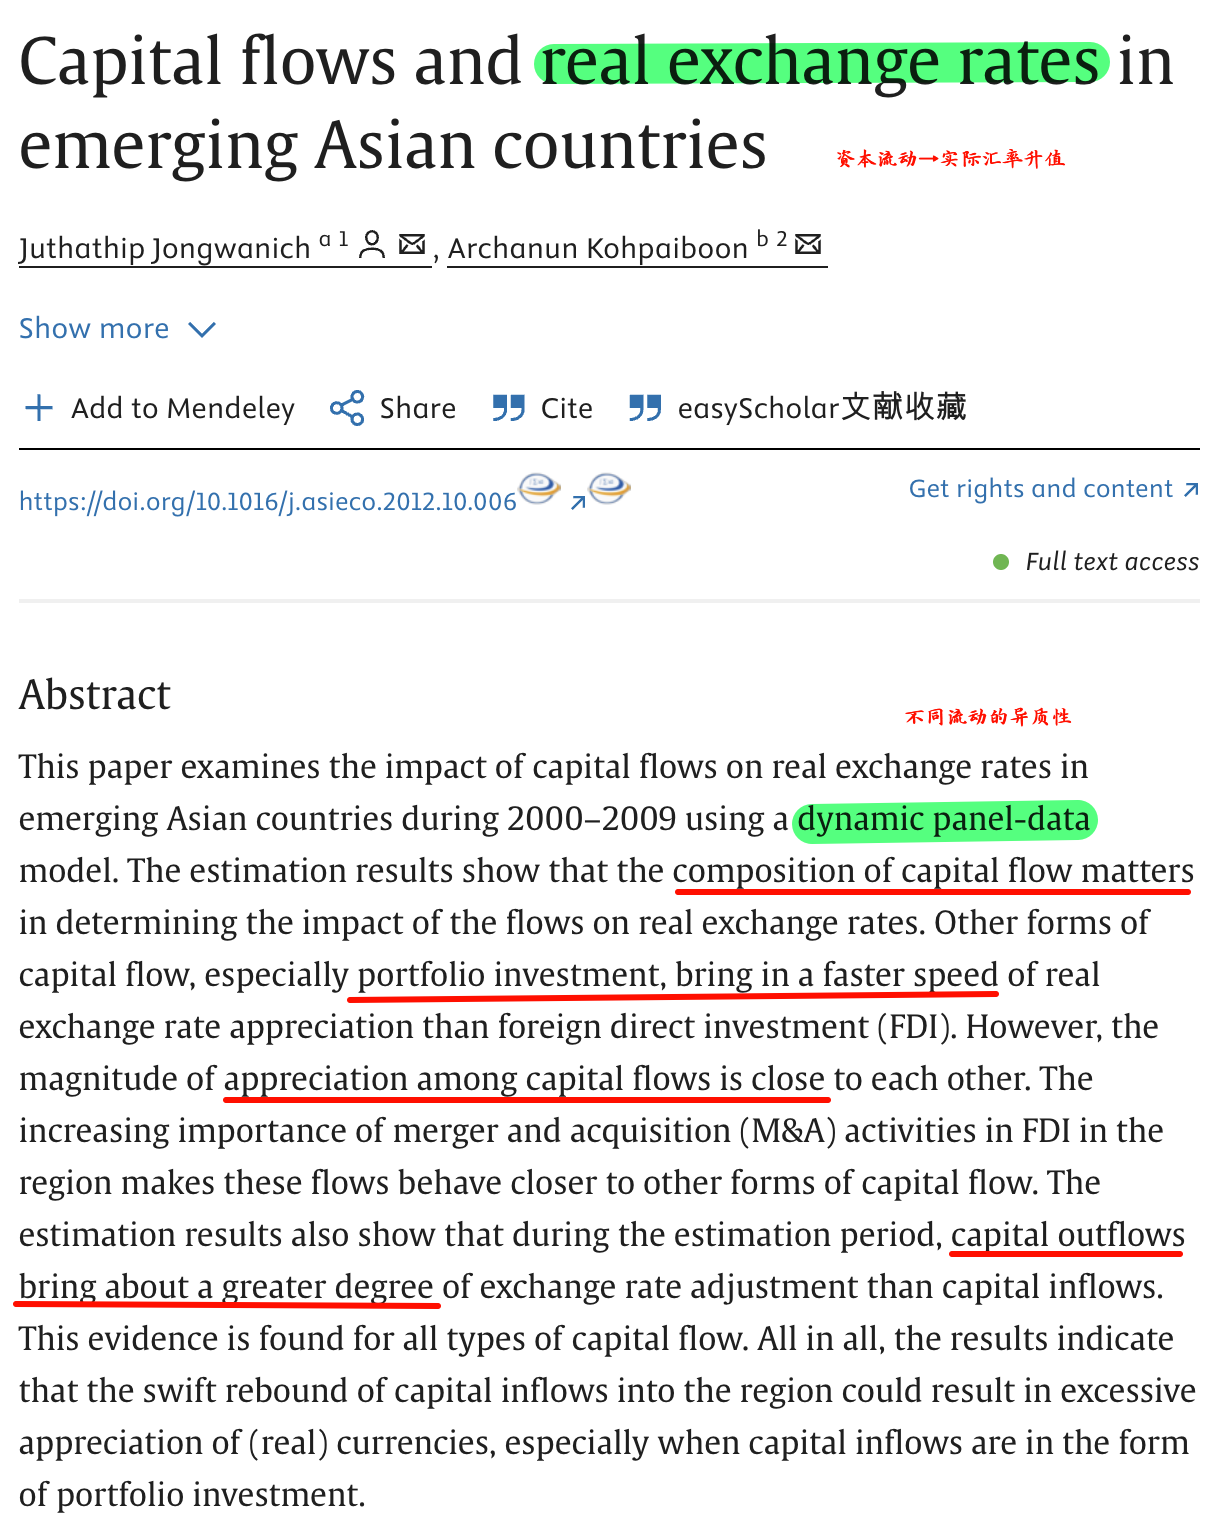 Capital flows and real exchange rates in
emerging Asian countries
資本流动→实际汇率升值
Juthathip Jongwanich a 1, Archanun Kohpaiboon b 2
Show more
Add to Mendeley Share Cite easyScholar文献收藏
https://doi.org/10.1016/j.asieco.2012.10.006
Get rights and content
Full text access
Abstract
不同流动的异质性
This paper examines the impact of capital flows on real exchange rates in
emerging Asian countries during 2000–2009 using a dynamic panel-data
model. The estimation results show that the composition of capital flow matters
in determining the impact of the flows on real exchange rates. Other forms of
capital flow, especially portfolio investment, bring in a faster speed of real
exchange rate appreciation than foreign direct investment (FDI). However, the
magnitude of appreciation among capital flows is close to each other. The
increasing importance of merger and acquisition (M&A) activities in FDI in the
region makes these flows behave closer to other forms of capital flow. The
estimation results also show that during the estimation period, capital outflows
bring about a greater degree of exchange rate adjustment than capital inflows.
This evidence is found for all types of capital flow. All in all, the results indicate
that the swift rebound of capital inflows into the region could result in excessive
appreciation of (real) currencies, especially when capital inflows are in the form
of portfolio investment.